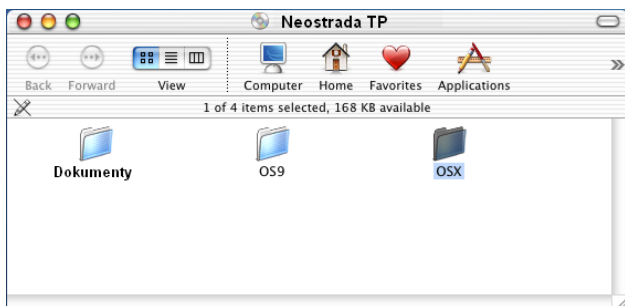 Neostrada TP
Back Forward View Computer Home Favorites Applications
1 of 4 items selected, 168 KB available
Dokumenty OS9 OSX